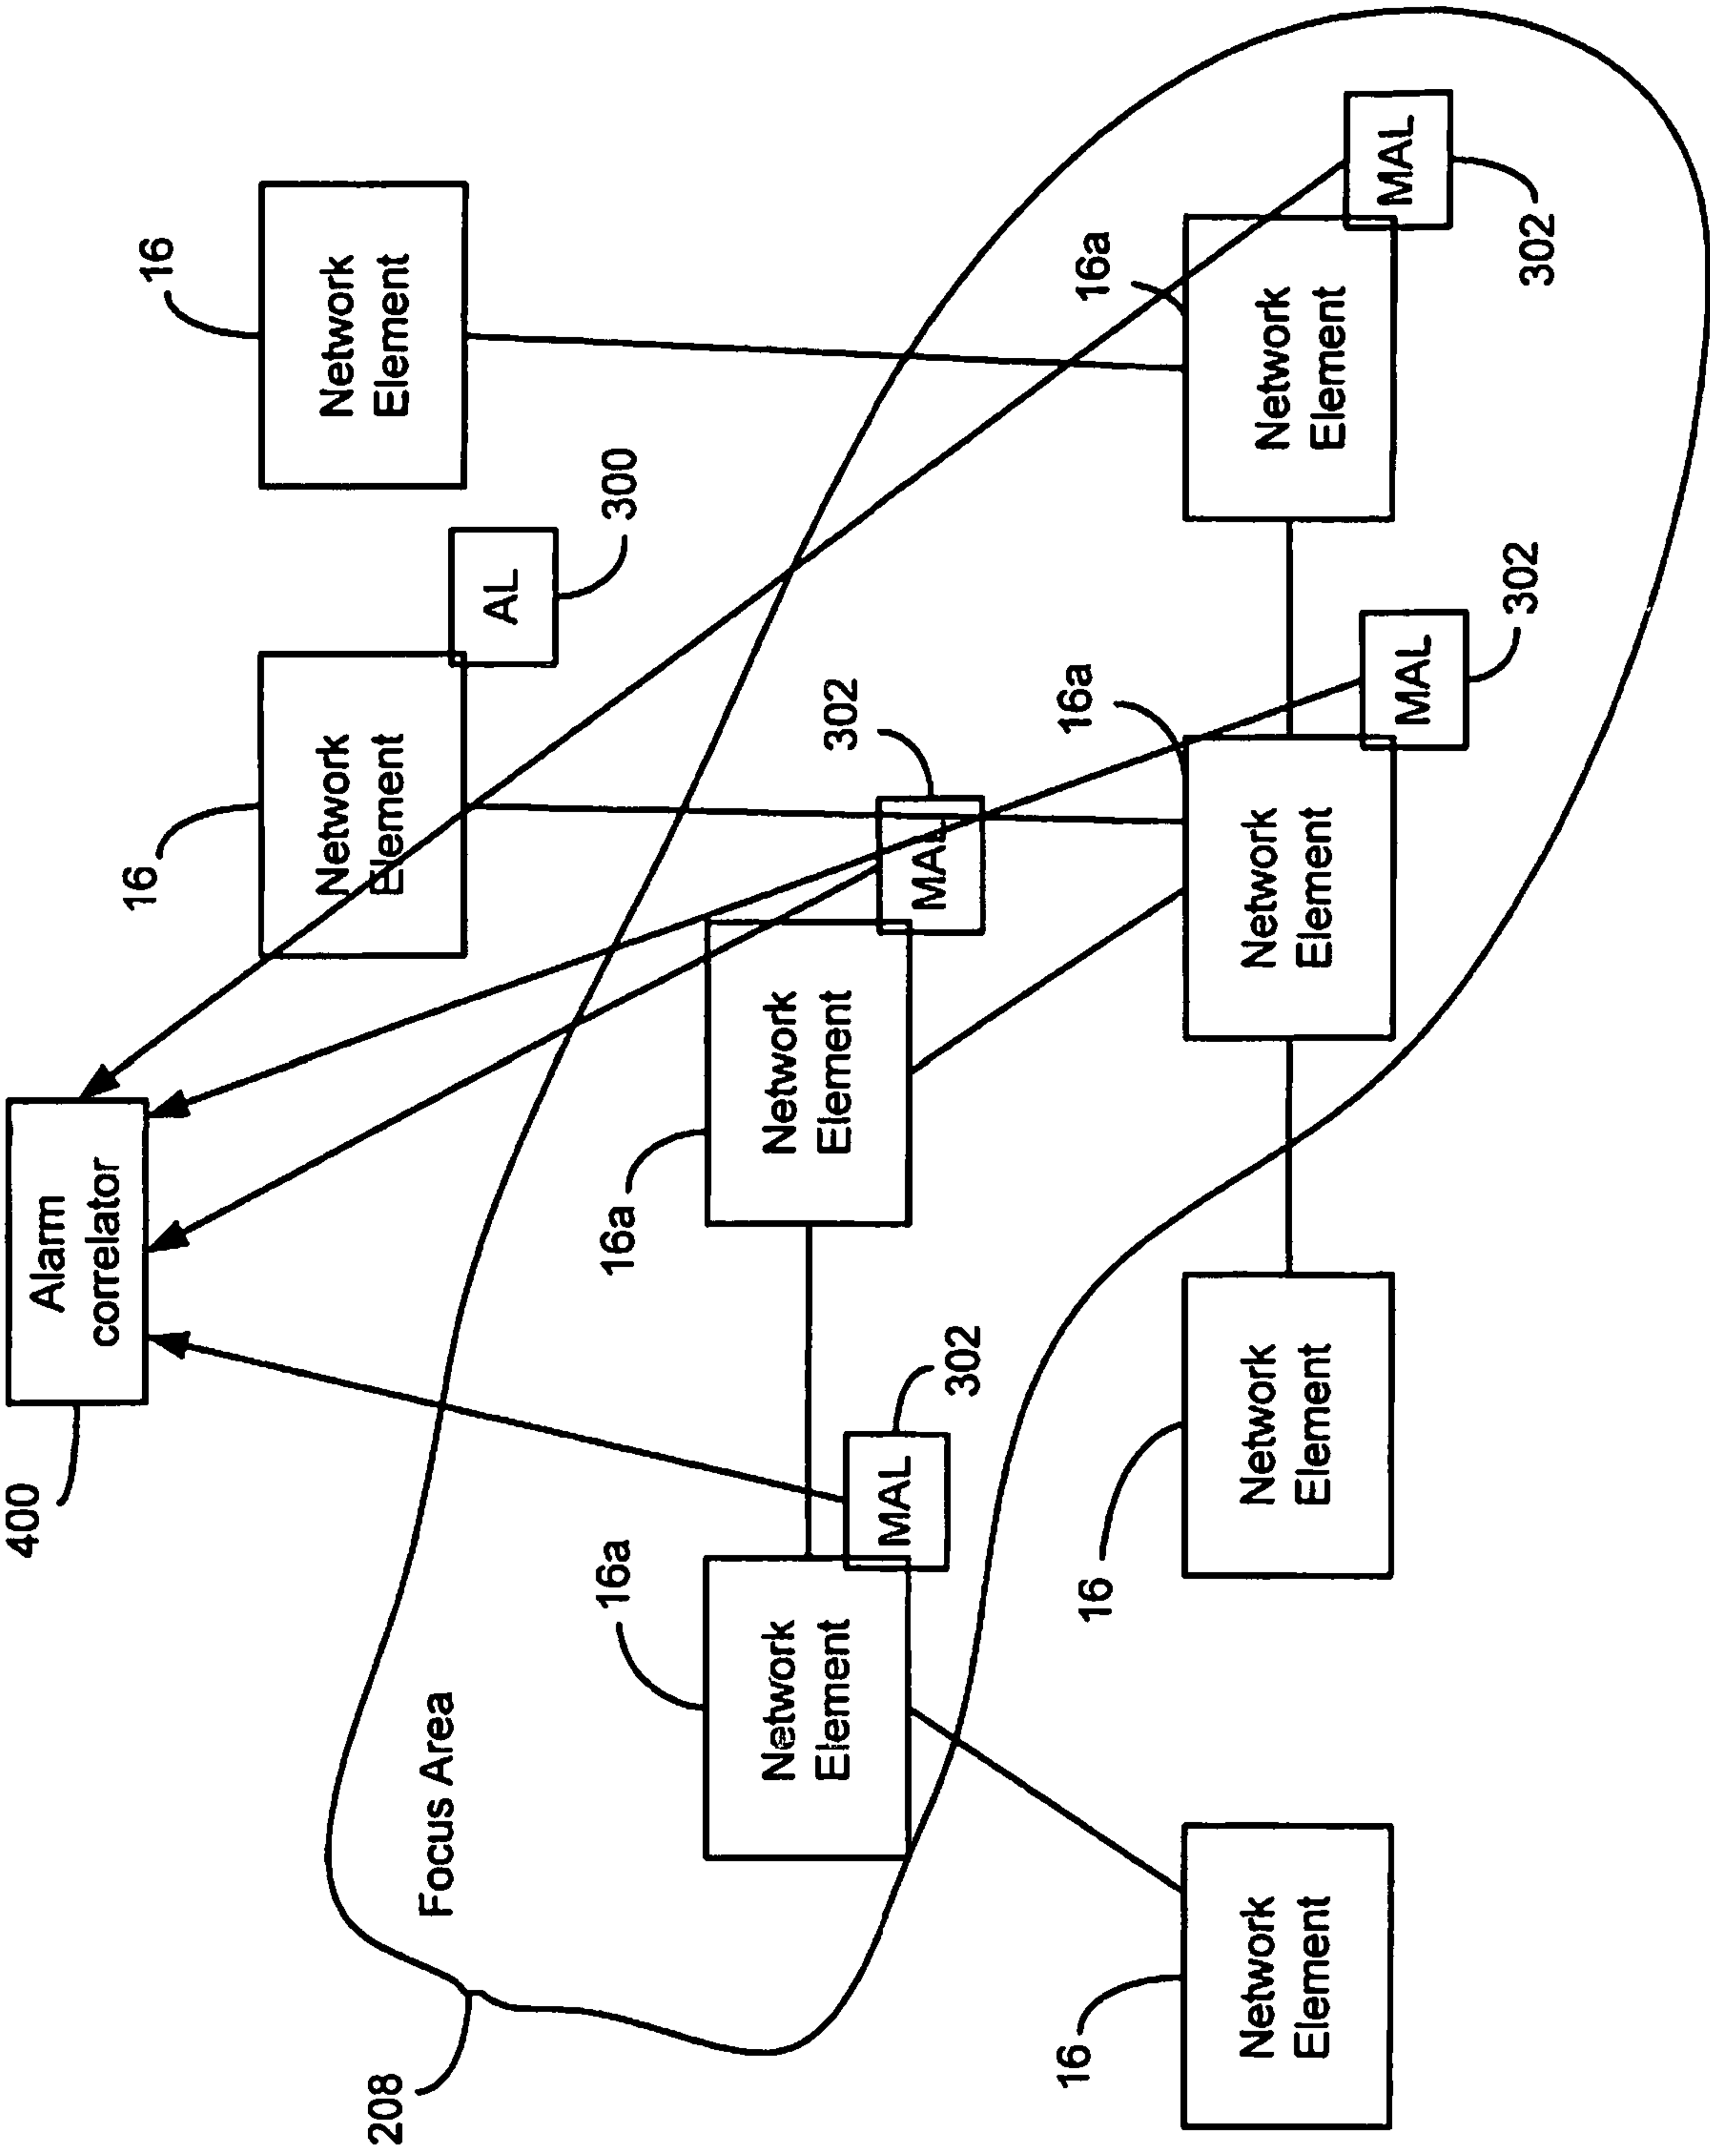 400
Alarm
correlator
16
16
Network
Element
Network
Element
AL
300
208
Focus Area
16a
16a
Network
Element
Network
Element
302
MAL
MAL
302
16
16
16a
16a
Network
Element
Network
Element
Network
Element
Network
Element
MAL
MAL
302
302